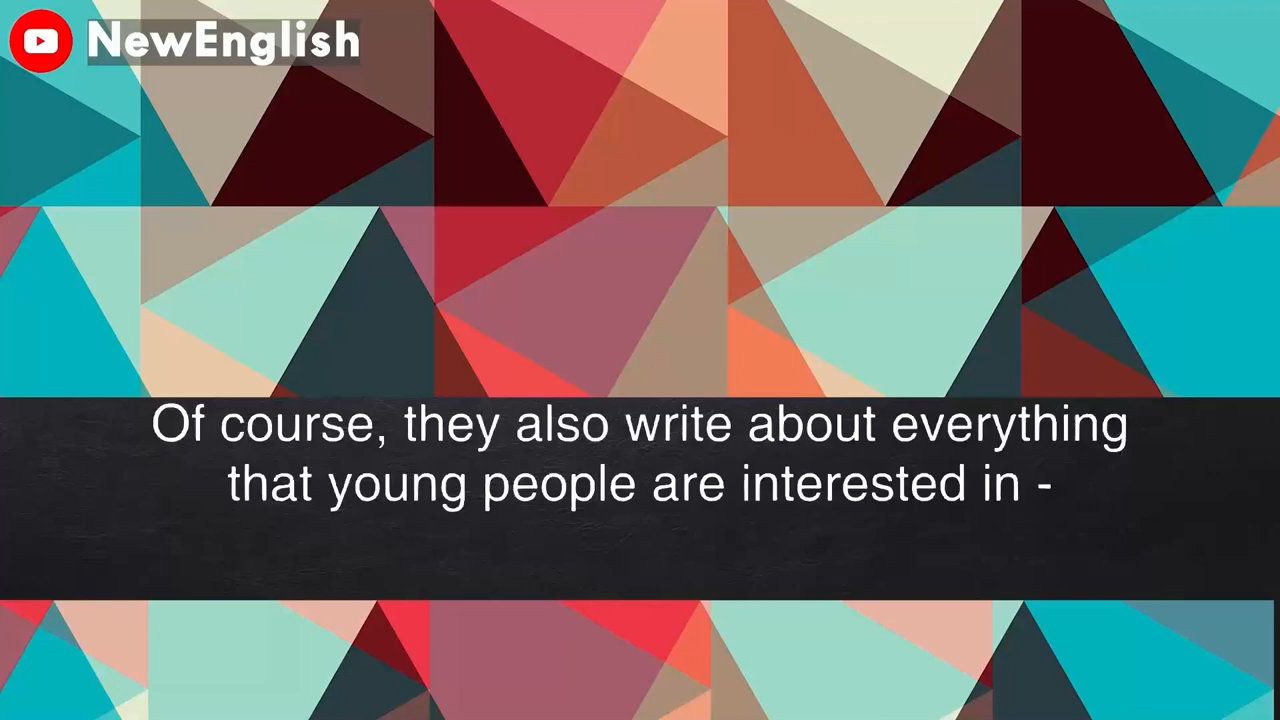 NewEnglish
Of course, they also write about everything
that young people are interested in -